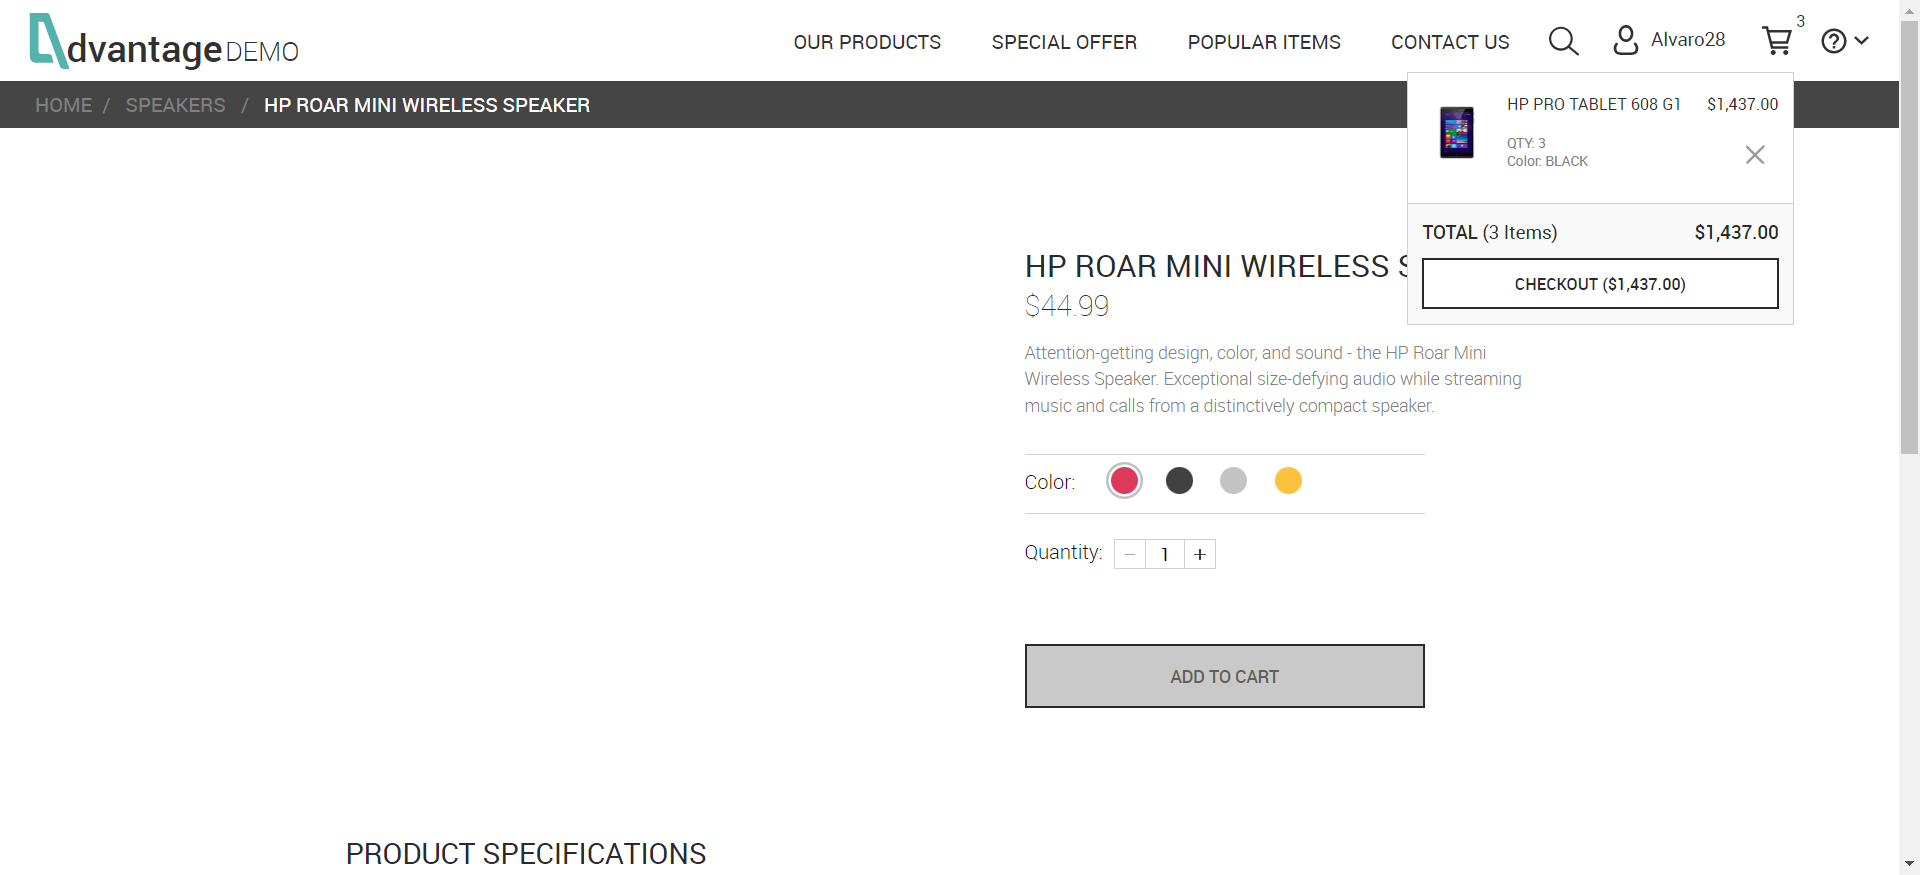 dvantage DEMO
OUR PRODUCTS
SPECIAL OFFER
POPULAR ITEMS
CONTACT US
Alvaro28
3
HOME / SPEAKERS / HP ROAR MINI WIRELESS SPEAKER
HP PRO TABLET 608 G1 $1,437.00
QTY: 3
Color: BLACK
TOTAL (3 Items) $1,437.00
CHECKOUT ($1,437.00)
HP ROAR MINI WIRELESS
$44.99
Attention-getting design, color, and sound - the HP Roar Mini
Wireless Speaker. Exceptional size-defying audio while streaming
music and calls from a distinctively compact speaker.
Color:
Quantity: − 1 +
ADD TO CART
PRODUCT SPECIFICATIONS